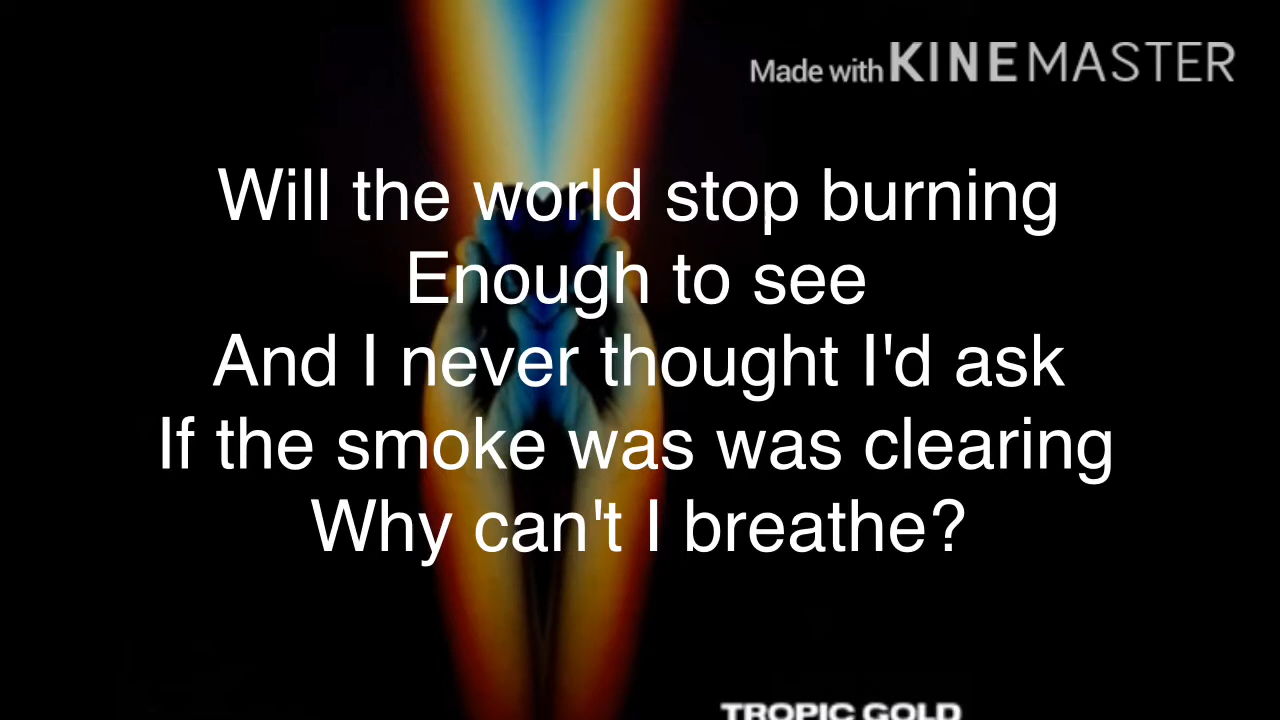 Made with KINEMASTER
Will the world stop burning
Enough to see
And I never thought I'd ask
If the smoke was was clearing
Why can't I breathe?
TROPIC GOLD